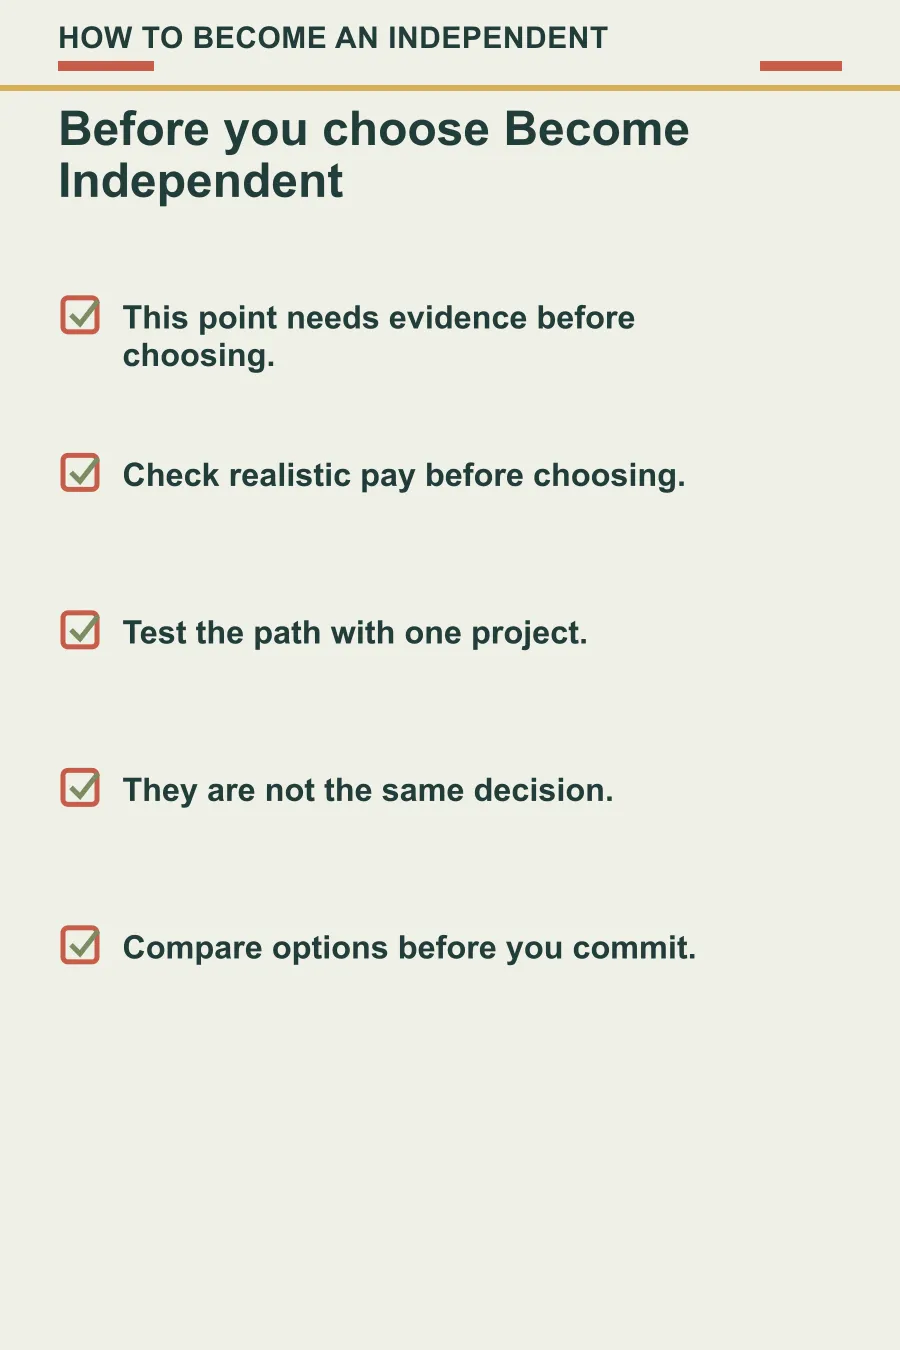 HOW TO BECOME AN INDEPENDENT
Before you choose Become
Independent
This point needs evidence before
choosing.
Check realistic pay before choosing.
Test the path with one project.
They are not the same decision.
Compare options before you commit.